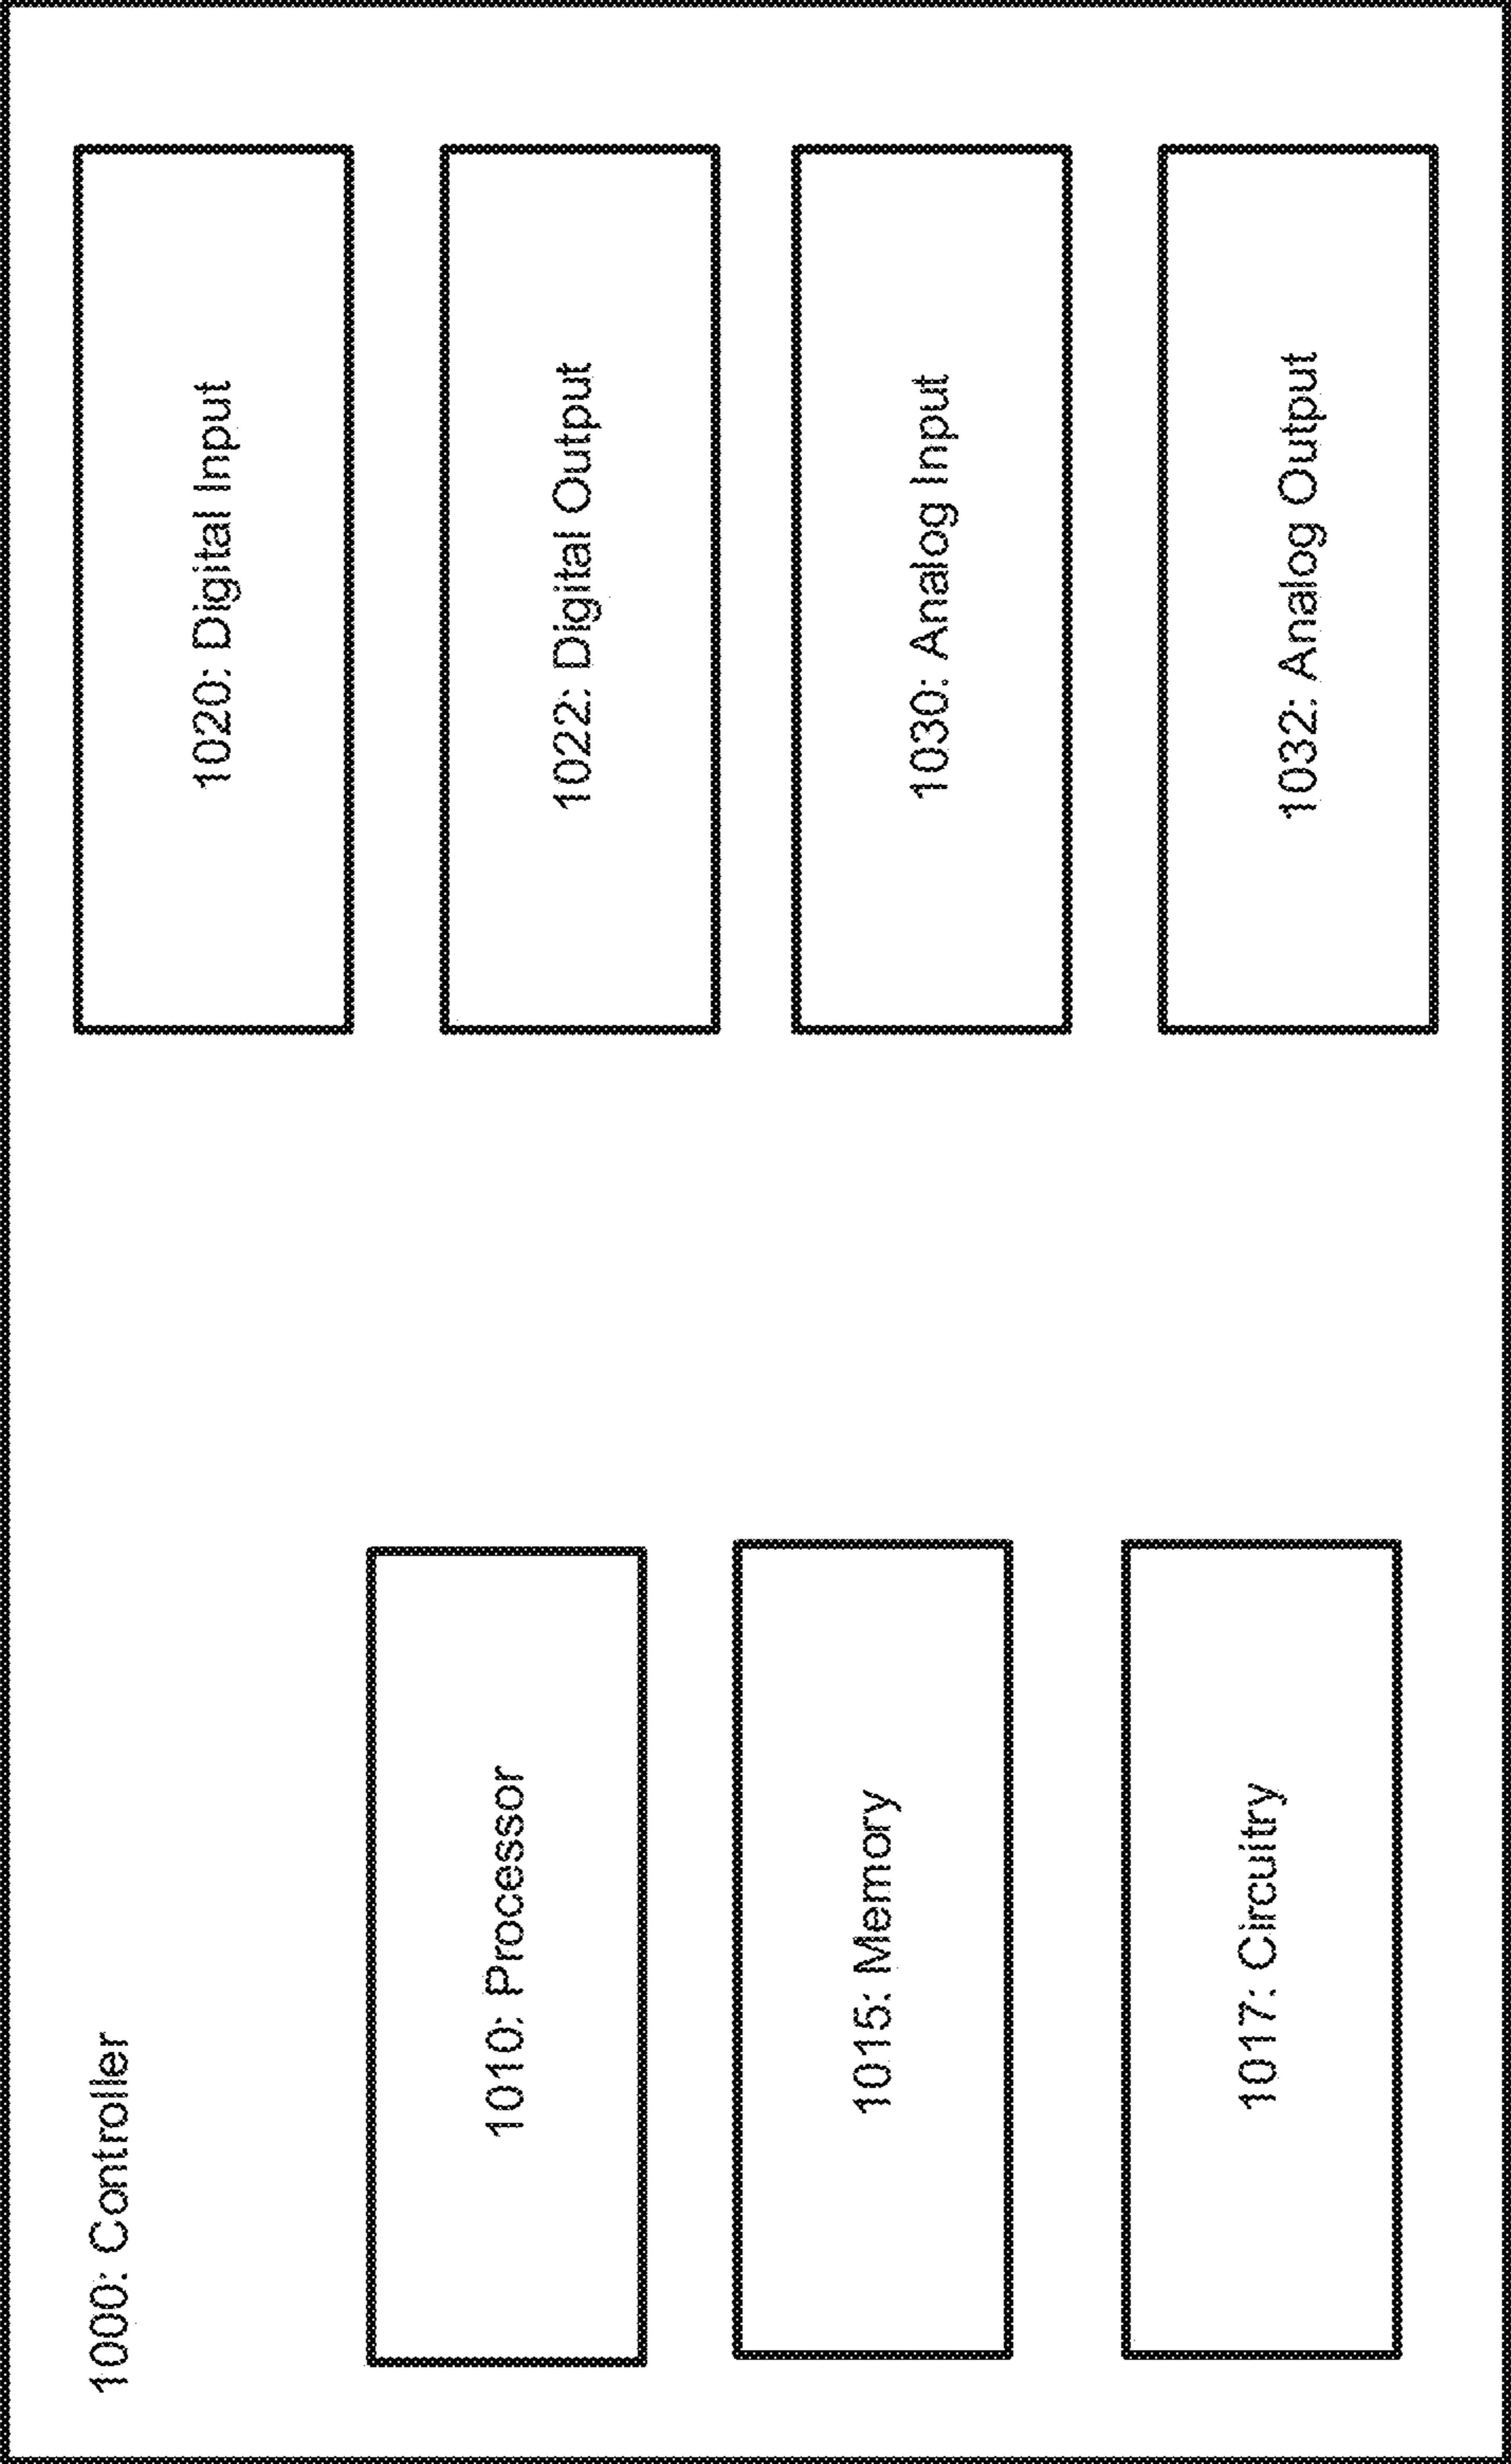 1000: Controller
1010: Processor
1015: Memory
1017: Circuitry
1020: Digital Input
1022: Digital Output
1030: Analog Input
1032: Analog Output